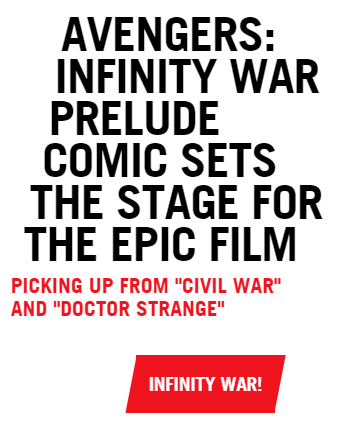 AVENGERS:
INFINITY WAR
PRELUDE
COMIC SETS
THE STAGE FOR
THE EPIC FILM
PICKING UP FROM "CIVIL WAR"
AND "DOCTOR STRANGE"
INFINITY WAR!